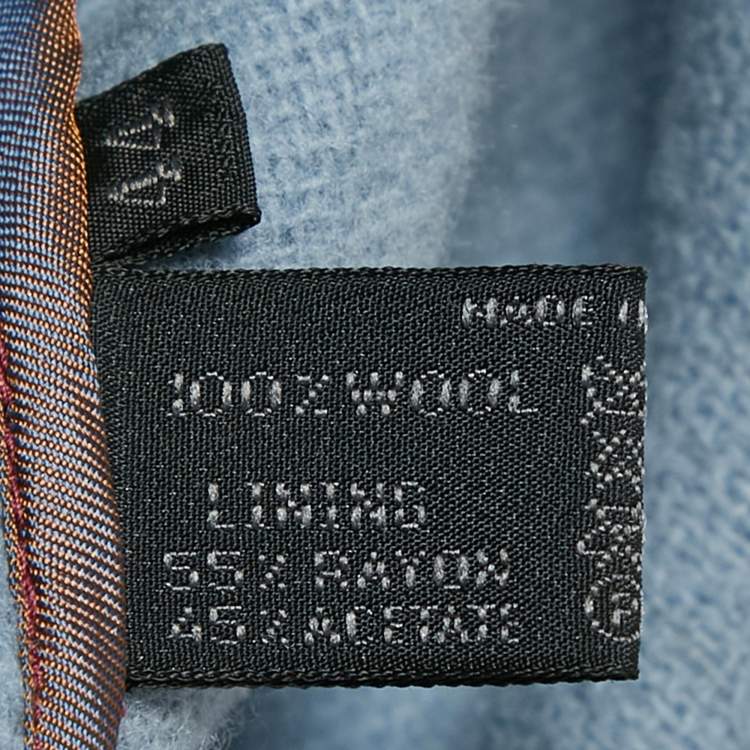 44
MADE I
100% WOOL
LINING
55% RAYON
45% ACETATE